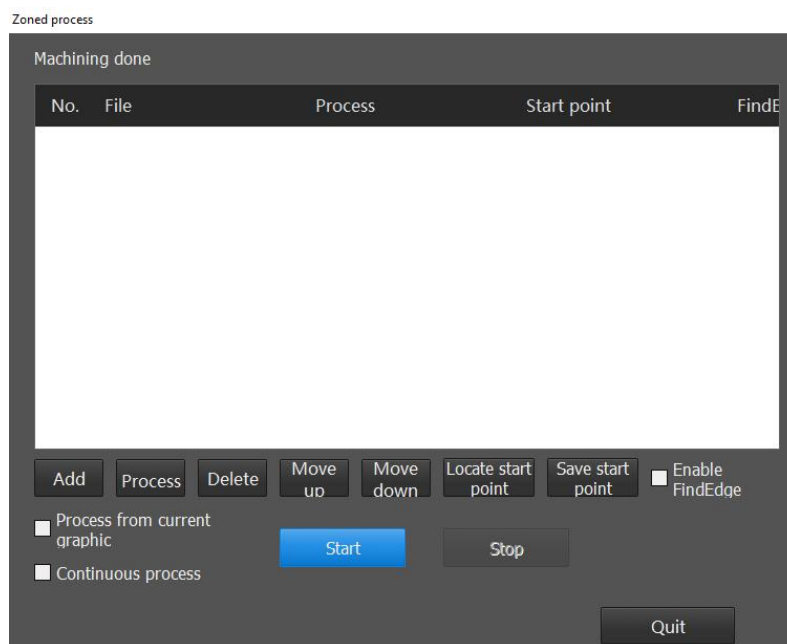 Zoned process
Machining done
No. File Process Start point FindE
Add Process Delete Move up Move down Locate start point Save start point Enable FindEdge
Process from current graphic
Start Stop
Continuous process
Quit